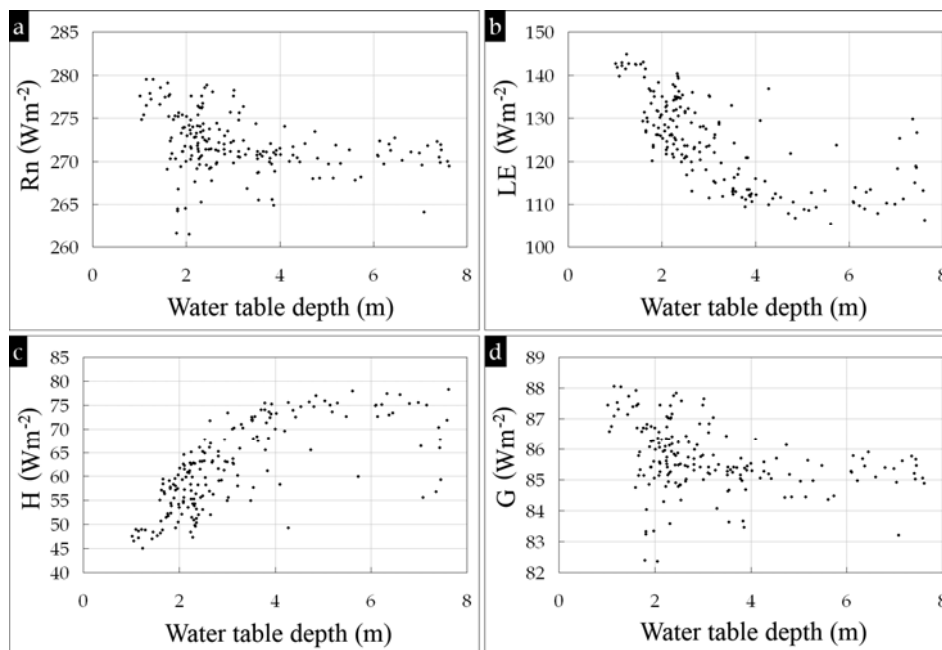 a
285
280
275
270
265
260
Rn (Wm⁻²)
0 2 4 6 8
Water table depth (m)
b
150
140
130
120
110
100
LE (Wm⁻²)
0 2 4 6 8
Water table depth (m)
c
85
80
75
70
65
60
55
50
45
40
H (Wm⁻²)
0 2 4 6 8
Water table depth (m)
d
89
88
87
86
85
84
83
82
G (Wm⁻²)
0 2 4 6 8
Water table depth (m)